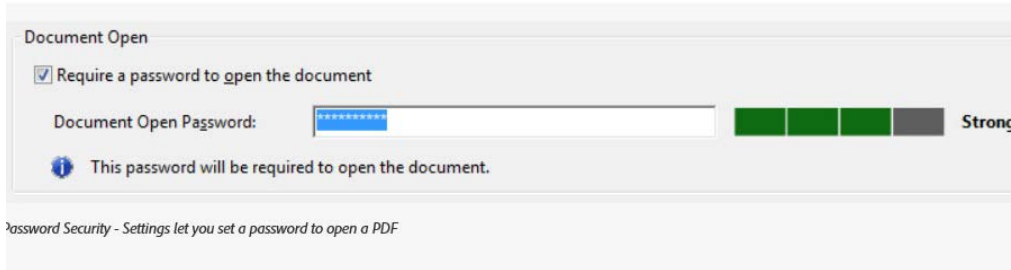 Document Open
Require a password to open the document
Document Open Password: ********** Strong
This password will be required to open the document.
Password Security - Settings let you set a password to open a PDF